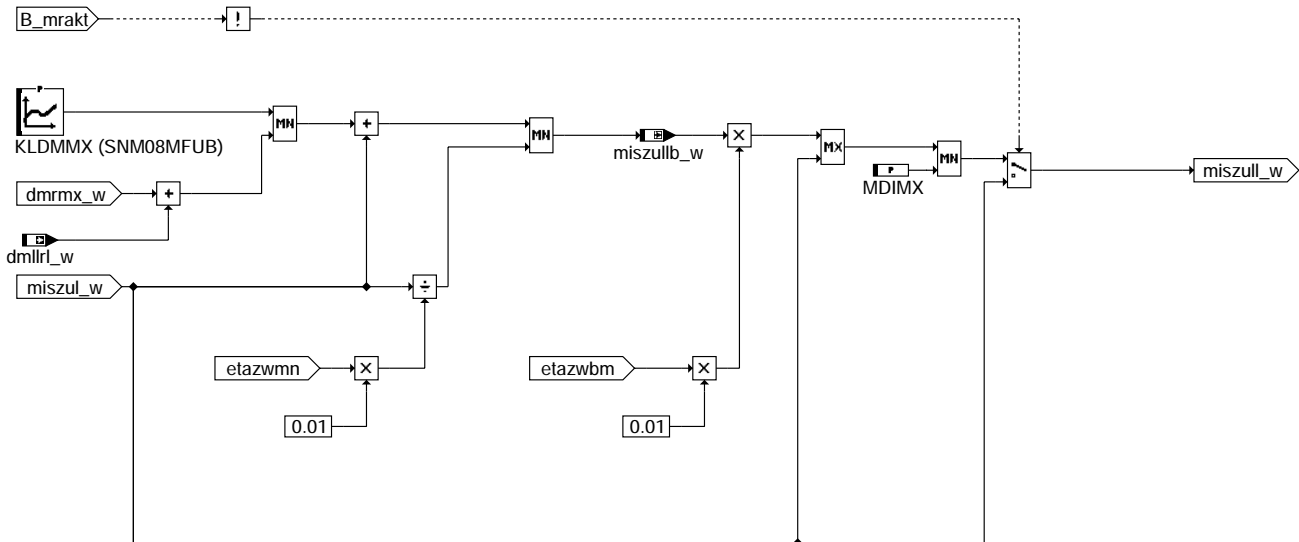 B_mrakt
!
P
KLDMMX (SNM08MFUB)
MN
+
MN
miszullb_w
X
MX
P
MDIMX
MN
miszull_w
dmrmx_w
+
dmllrl_w
miszul_w
÷
etazwmn
X
etazwbm
X
0.01
0.01